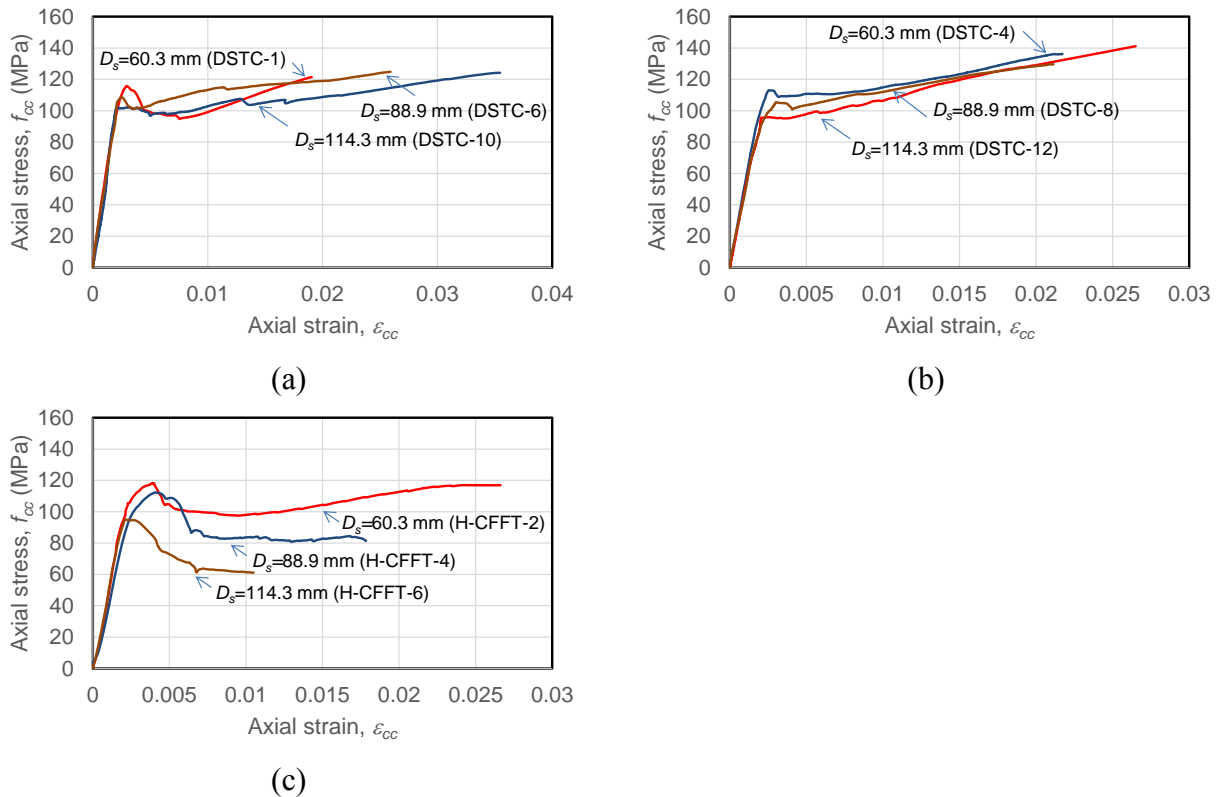 160
140
120
100
80
60
40
20
0
Axial stress, fcc (MPa)
Ds=60.3 mm (DSTC-1)
Ds=88.9 mm (DSTC-6)
Ds=114.3 mm (DSTC-10)
0 0.01 0.02 0.03 0.04
Axial strain, εcc
(a)
160
140
120
100
80
60
40
20
0
Axial stress, fcc (MPa)
Ds=60.3 mm (DSTC-4)
Ds=88.9 mm (DSTC-8)
Ds=114.3 mm (DSTC-12)
0 0.005 0.01 0.015 0.02 0.025 0.03
Axial strain, εcc
(b)
160
140
120
100
80
60
40
20
0
Axial stress, fcc (MPa)
Ds=60.3 mm (H-CFFT-2)
Ds=88.9 mm (H-CFFT-4)
Ds=114.3 mm (H-CFFT-6)
0 0.005 0.01 0.015 0.02 0.025 0.03
Axial strain, εcc
(c)